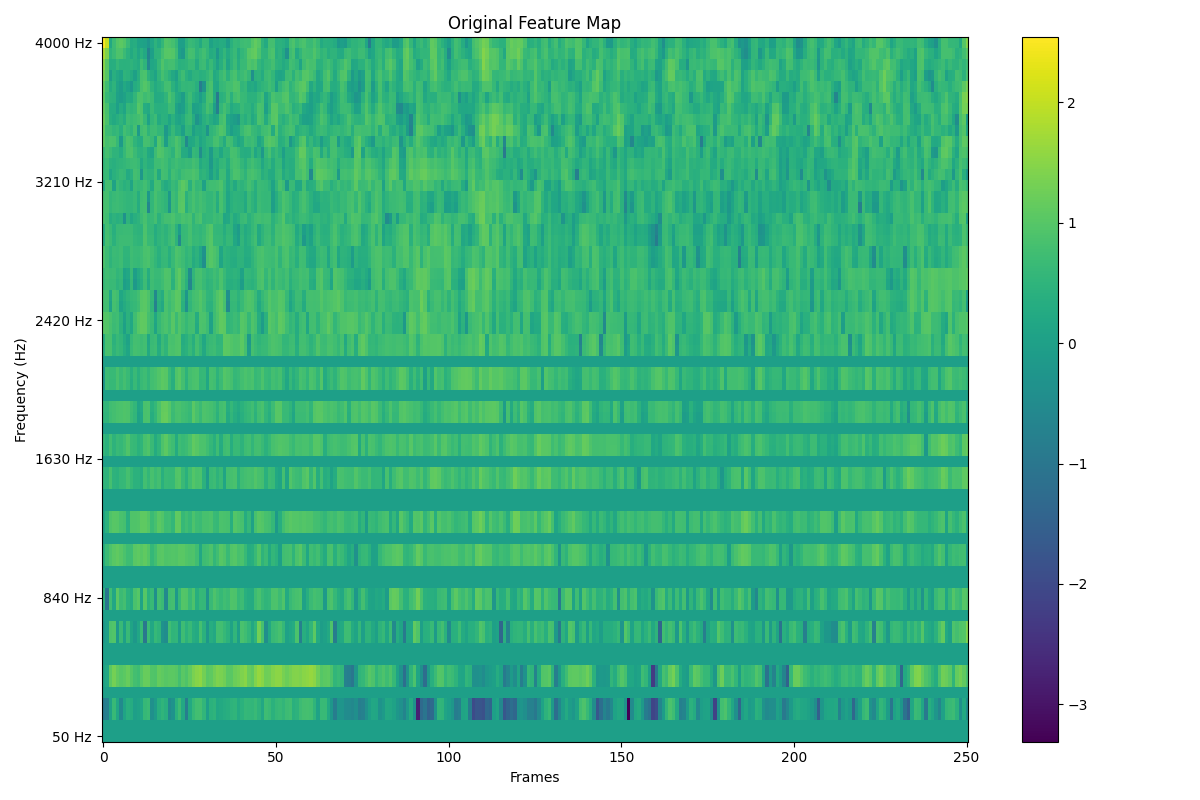 Original Feature Map
4000 Hz
3210 Hz
2420 Hz
1630 Hz
840 Hz
50 Hz
Frequency (Hz)
0 50 100 150 200 250
Frames
2
1
0
−1
−2
−3